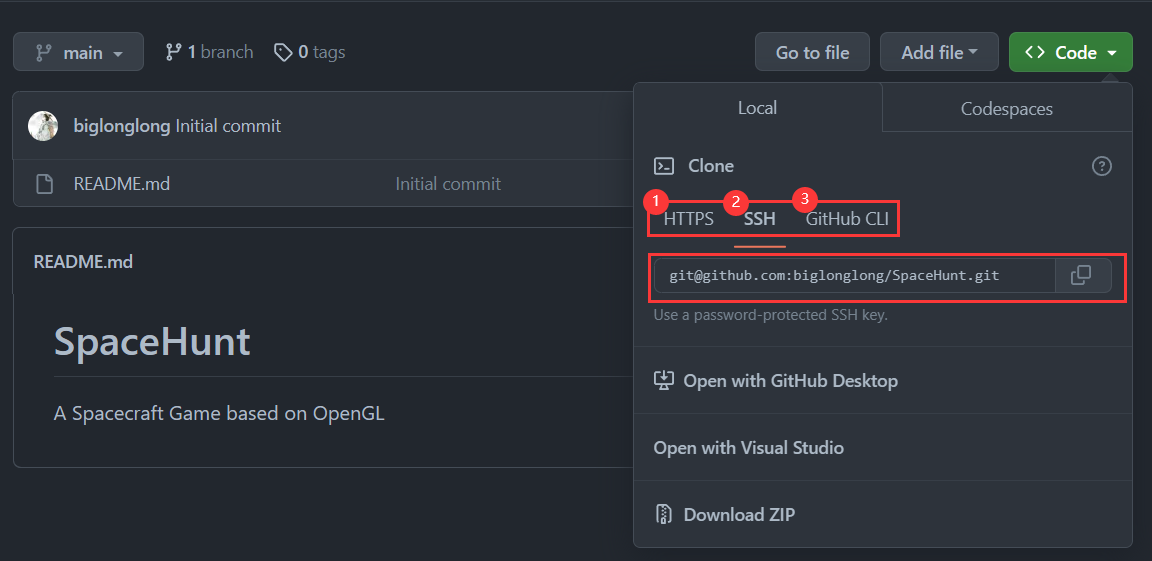 main 1 branch 0 tags Go to file Add file <> Code
biglonglong Initial commit
README.md Initial commit
README.md
SpaceHunt
A Spacecraft Game based on OpenGL
Local Codespaces
Clone
1 HTTPS 2 SSH 3 GitHub CLI
git@github.com:biglonglong/SpaceHunt.git
Use a password-protected SSH key.
Open with GitHub Desktop
Open with Visual Studio
Download ZIP